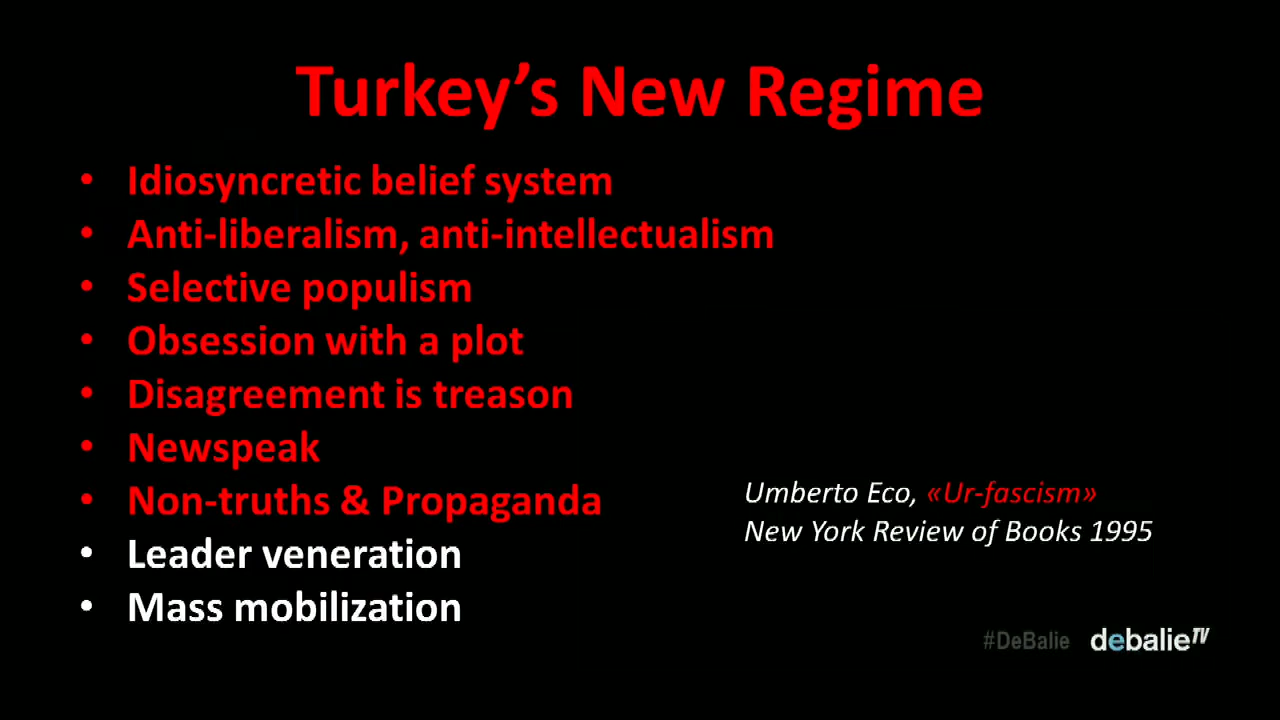 Turkey’s New Regime
• Idiosyncretic belief system
• Anti-liberalism, anti-intellectualism
• Selective populism
• Obsession with a plot
• Disagreement is treason
• Newspeak
• Non-truths & Propaganda
• Leader veneration
• Mass mobilization
Umberto Eco, «Ur-fascism»
New York Review of Books 1995
#DeBalie debalieTV